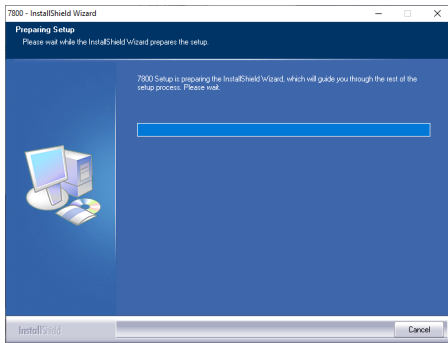 7800 - InstallShield Wizard
Preparing Setup
Please wait while the InstallShield Wizard prepares the setup.
7800 Setup is preparing the InstallShield Wizard, which will guide you through the rest of the
setup process. Please wait.
InstallShield
Cancel